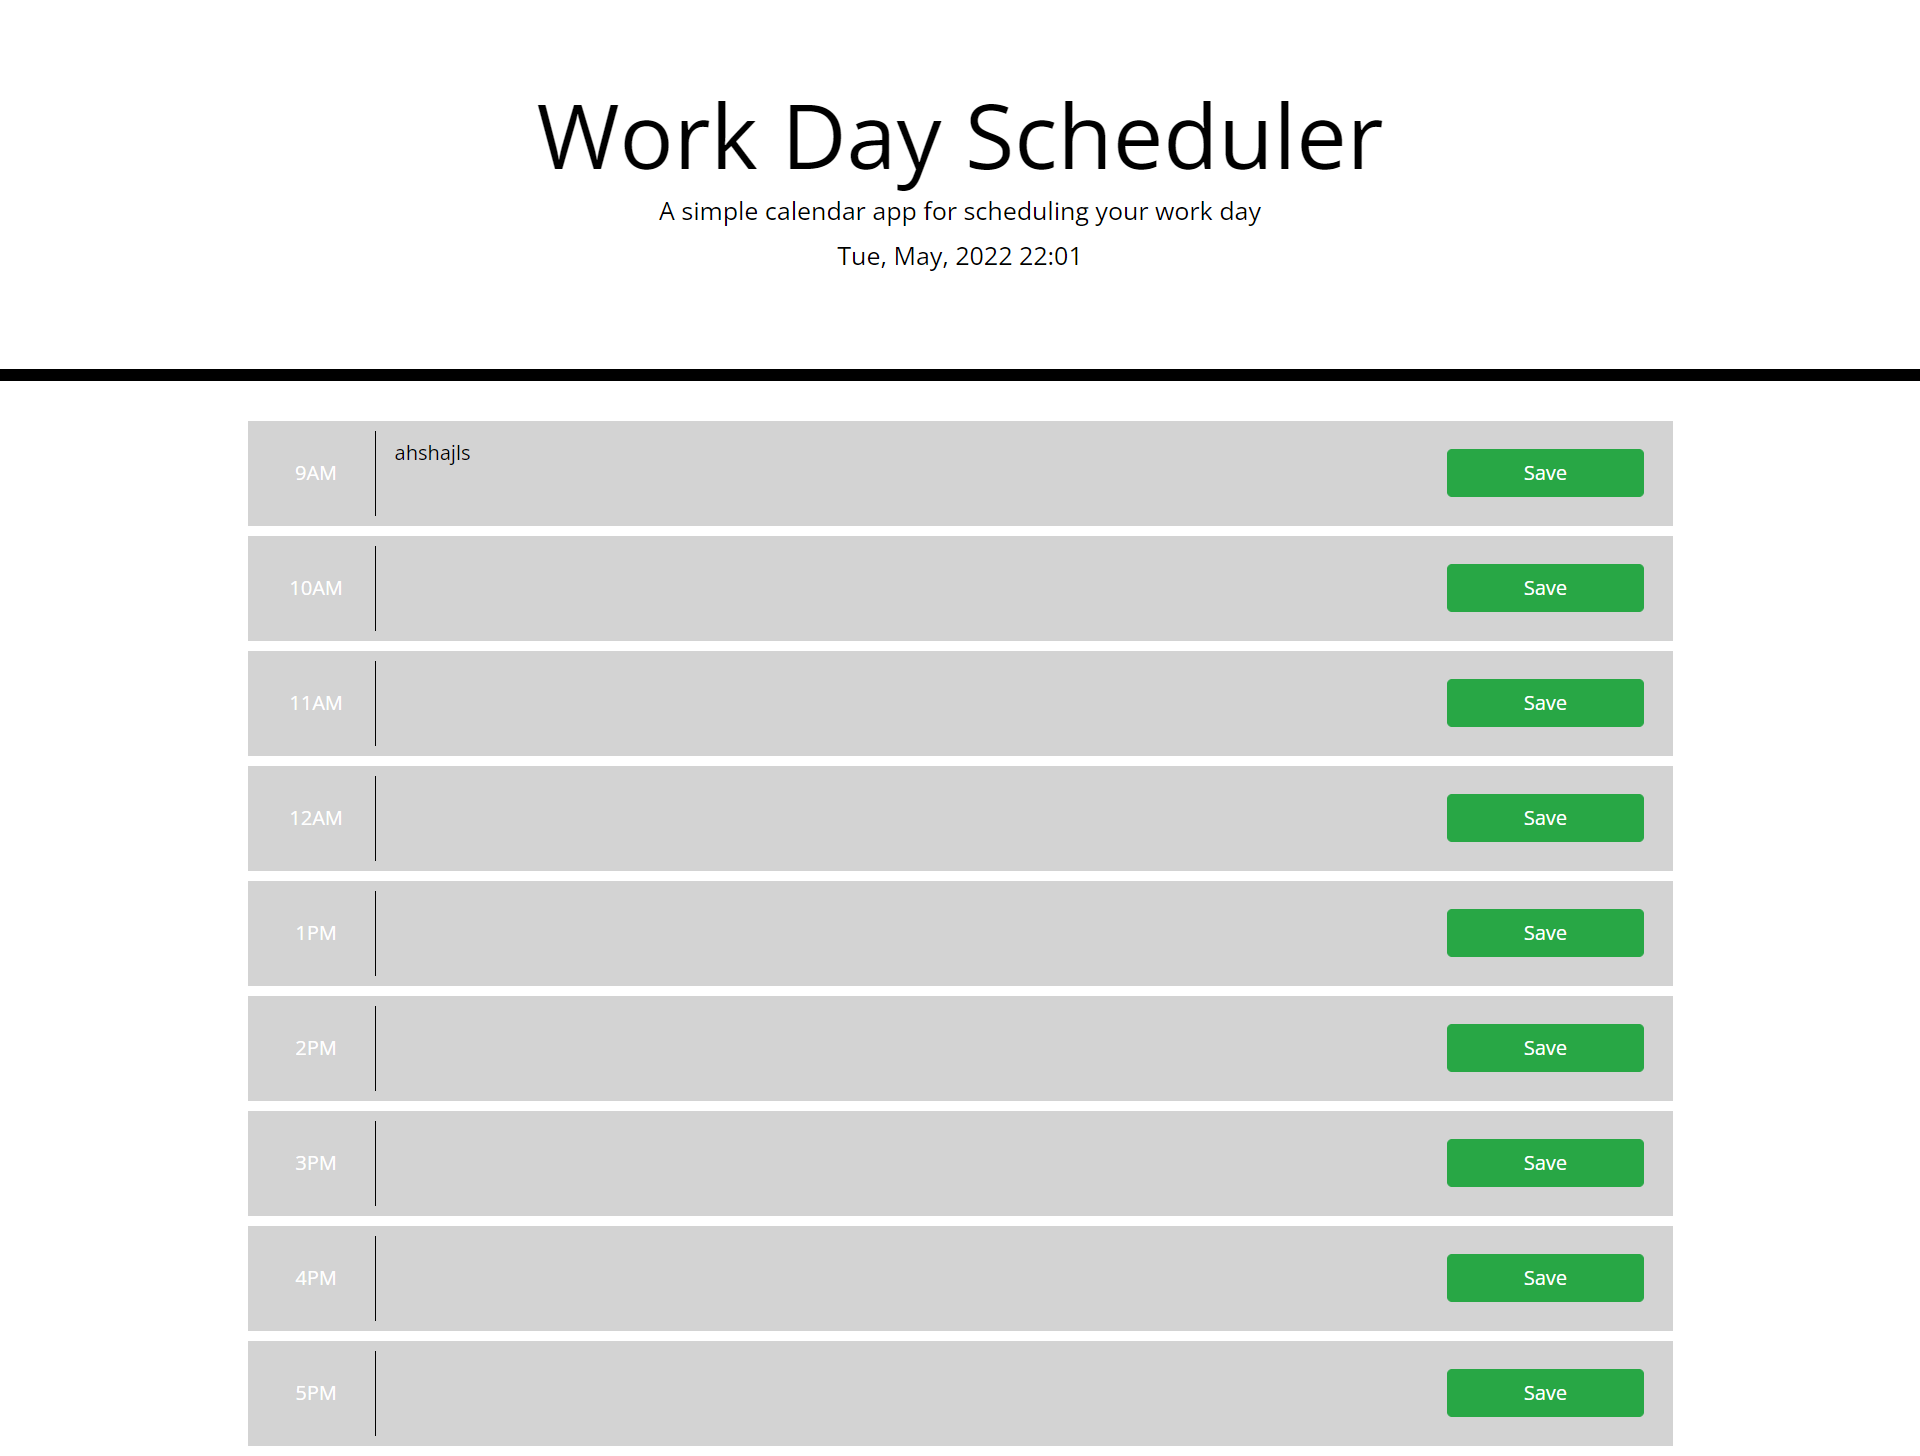 Work Day Scheduler
A simple calendar app for scheduling your work day
Tue, May, 2022 22:01
9AM ahshajls Save
10AM Save
11AM Save
12AM Save
1PM Save
2PM Save
3PM Save
4PM Save
5PM Save